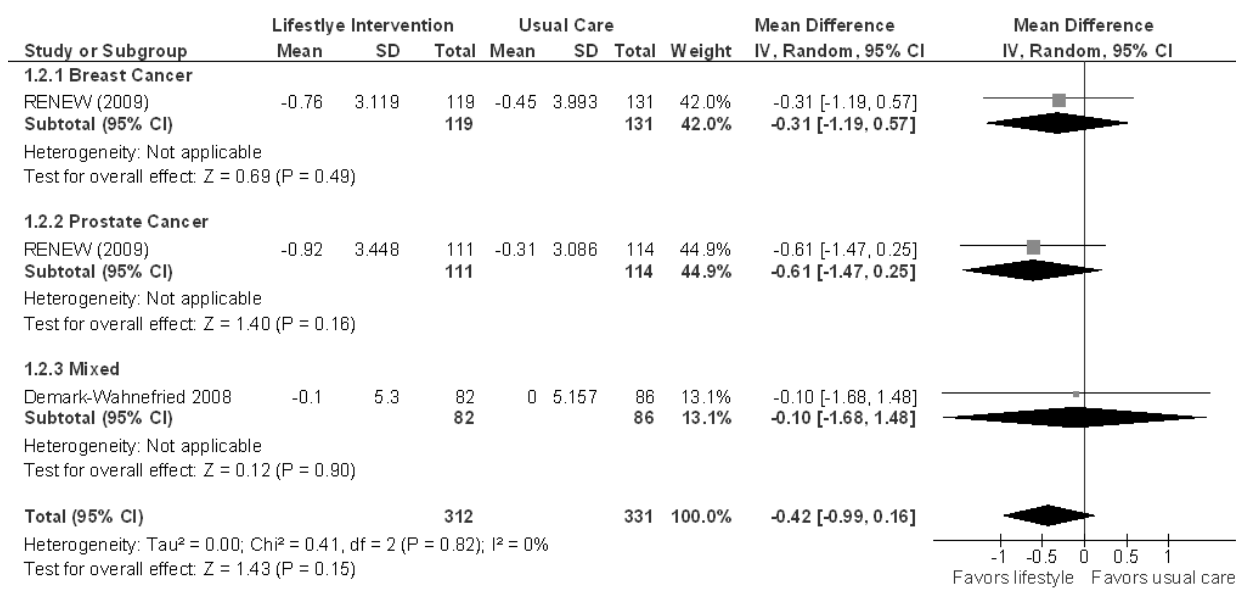 Lifestlye Intervention Usual Care Mean Difference Mean Difference
Study or Subgroup Mean SD Total Mean SD Total Weight IV, Random, 95% CI IV, Random, 95% CI
1.2.1 Breast Cancer
RENEW (2009) -0.76 3.119 119 -0.45 3.993 131 42.0% -0.31 [-1.19, 0.57]
Subtotal (95% CI) 119 131 42.0% -0.31 [-1.19, 0.57]
Heterogeneity: Not applicable
Test for overall effect: Z = 0.69 (P = 0.49)
1.2.2 Prostate Cancer
RENEW (2009) -0.92 3.448 111 -0.31 3.086 114 44.9% -0.61 [-1.47, 0.25]
Subtotal (95% CI) 111 114 44.9% -0.61 [-1.47, 0.25]
Heterogeneity: Not applicable
Test for overall effect: Z = 1.40 (P = 0.16)
1.2.3 Mixed
Demark-Wahnefried 2008 -0.1 5.3 82 0 5.157 86 13.1% -0.10 [-1.68, 1.48]
Subtotal (95% CI) 82 86 13.1% -0.10 [-1.68, 1.48]
Heterogeneity: Not applicable
Test for overall effect: Z = 0.12 (P = 0.90)
Total (95% CI) 312 331 100.0% -0.42 [-0.99, 0.16]
Heterogeneity: Tau² = 0.00; Chi² = 0.41, df = 2 (P = 0.82); I² = 0%
Test for overall effect: Z = 1.43 (P = 0.15)
-1 -0.5 0 0.5 1
Favors lifestyle Favors usual care